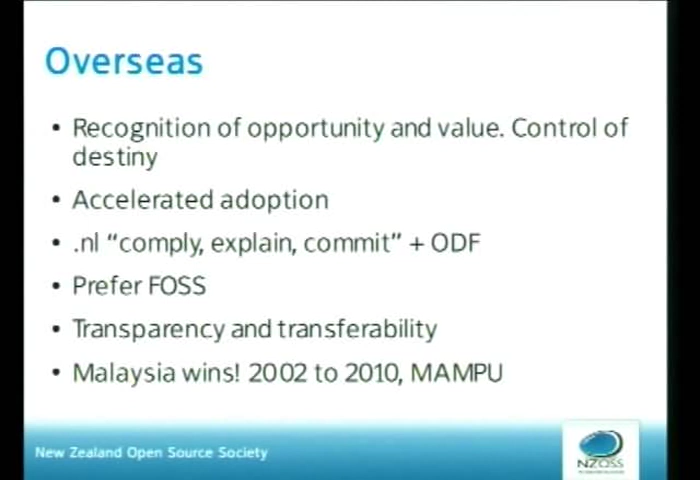 Overseas
• Recognition of opportunity and value. Control of
destiny
• Accelerated adoption
• .nl “comply, explain, commit” + ODF
• Prefer FOSS
• Transparency and transferability
• Malaysia wins! 2002 to 2010, MAMPU
New Zealand Open Source Society
NZOSS